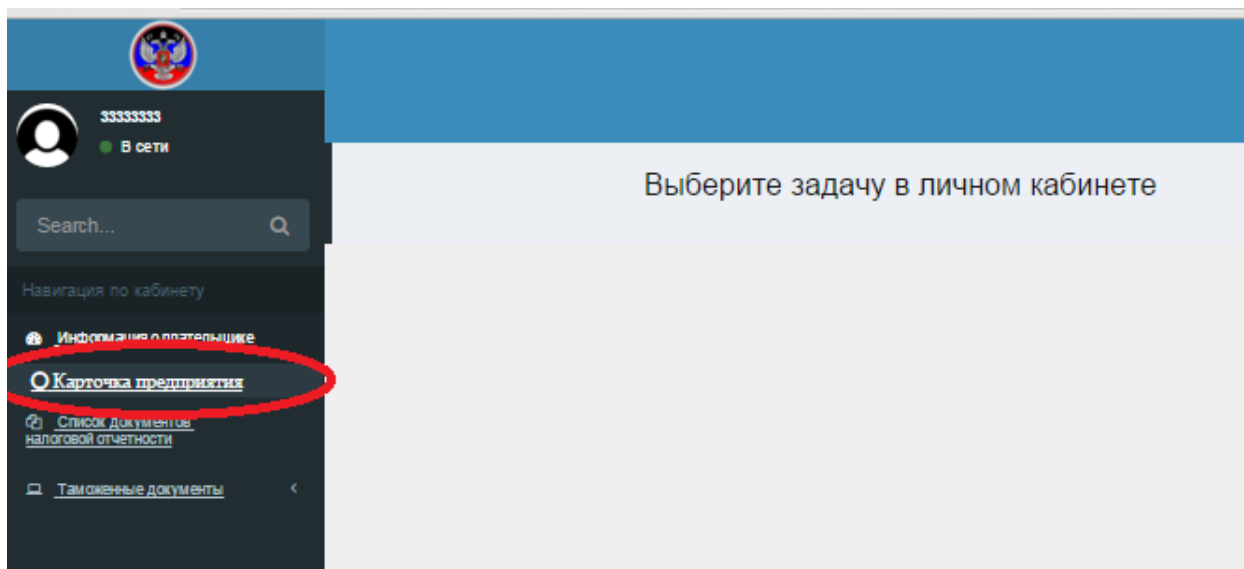 33333333
В сети
Выберите задачу в личном кабинете
Search...
Навигация по кабинету
Информация о плательщике
Карточка предприятия
Список документов
налоговой отчетности
Таможенные документы